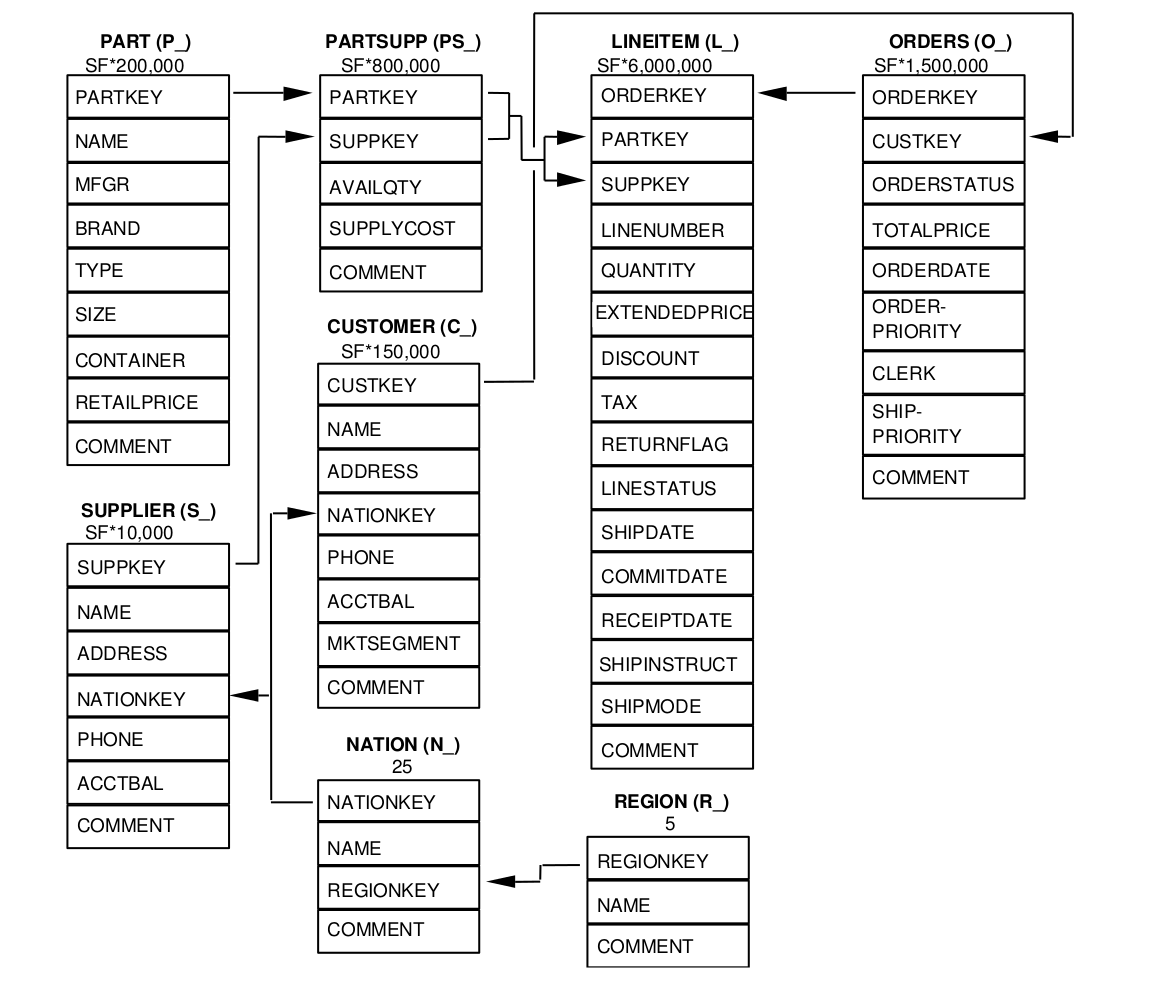 PART (P_)
SF*200,000
PARTKEY
NAME
MFGR
BRAND
TYPE
SIZE
CONTAINER
RETAILPRICE
COMMENT
SUPPLIER (S_)
SF*10,000
SUPPKEY
NAME
ADDRESS
NATIONKEY
PHONE
ACCTBAL
COMMENT
PARTSUPP (PS_)
SF*800,000
PARTKEY
SUPPKEY
AVAILQTY
SUPPLYCOST
COMMENT
CUSTOMER (C_)
SF*150,000
CUSTKEY
NAME
ADDRESS
NATIONKEY
PHONE
ACCTBAL
MKTSEGMENT
COMMENT
NATION (N_)
25
NATIONKEY
NAME
REGIONKEY
COMMENT
LINEITEM (L_)
SF*6,000,000
ORDERKEY
PARTKEY
SUPPKEY
LINENUMBER
QUANTITY
EXTENDEDPRICE
DISCOUNT
TAX
RETURNFLAG
LINESTATUS
SHIPDATE
COMMITDATE
RECEIPTDATE
SHIPINSTRUCT
SHIPMODE
COMMENT
REGION (R_)
5
REGIONKEY
NAME
COMMENT
ORDERS (O_)
SF*1,500,000
ORDERKEY
CUSTKEY
ORDERSTATUS
TOTALPRICE
ORDERDATE
ORDER-
PRIORITY
CLERK
SHIP-
PRIORITY
COMMENT